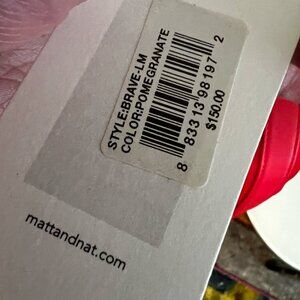 STYLE:BRAVE-LM
COLOR:POMEGRANATE
8 83313 98197 2
$150.00
mattandnat.com